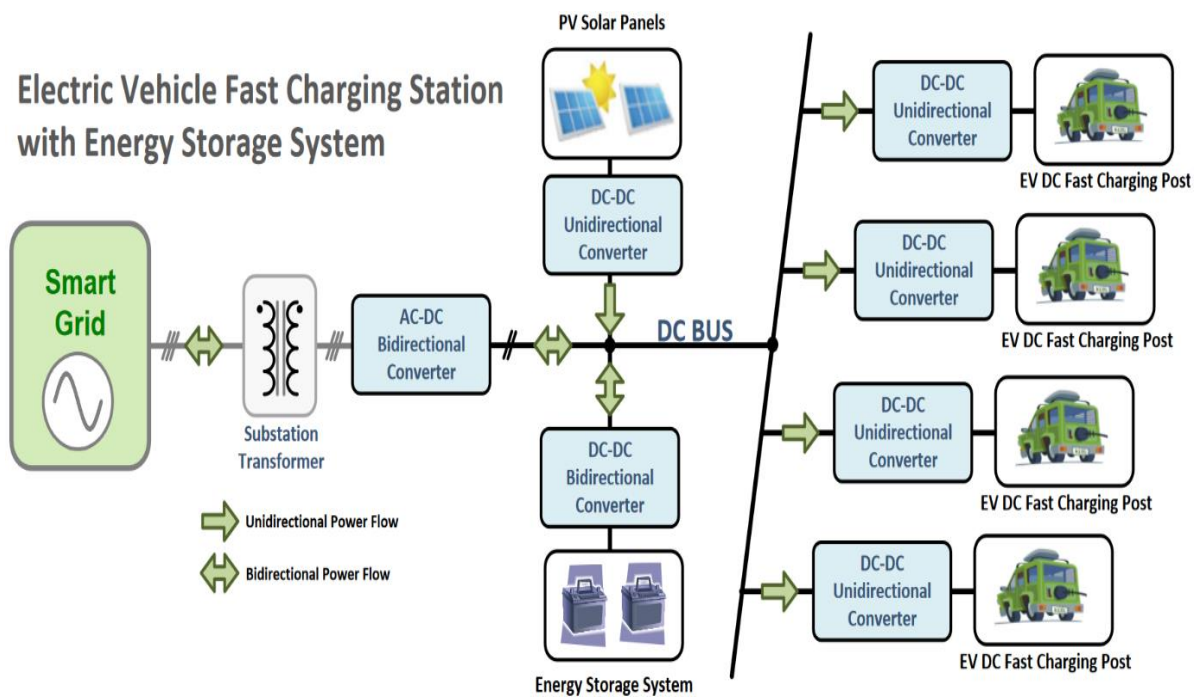 Electric Vehicle Fast Charging Station
with Energy Storage System
PV Solar Panels
DC-DC
Unidirectional
Converter
Smart
Grid
Substation
Transformer
AC-DC
Bidirectional
Converter
DC BUS
DC-DC
Bidirectional
Converter
Energy Storage System
Unidirectional Power Flow
Bidirectional Power Flow
DC-DC
Unidirectional
Converter
EV DC Fast Charging Post
DC-DC
Unidirectional
Converter
EV DC Fast Charging Post
DC-DC
Unidirectional
Converter
EV DC Fast Charging Post
DC-DC
Unidirectional
Converter
EV DC Fast Charging Post